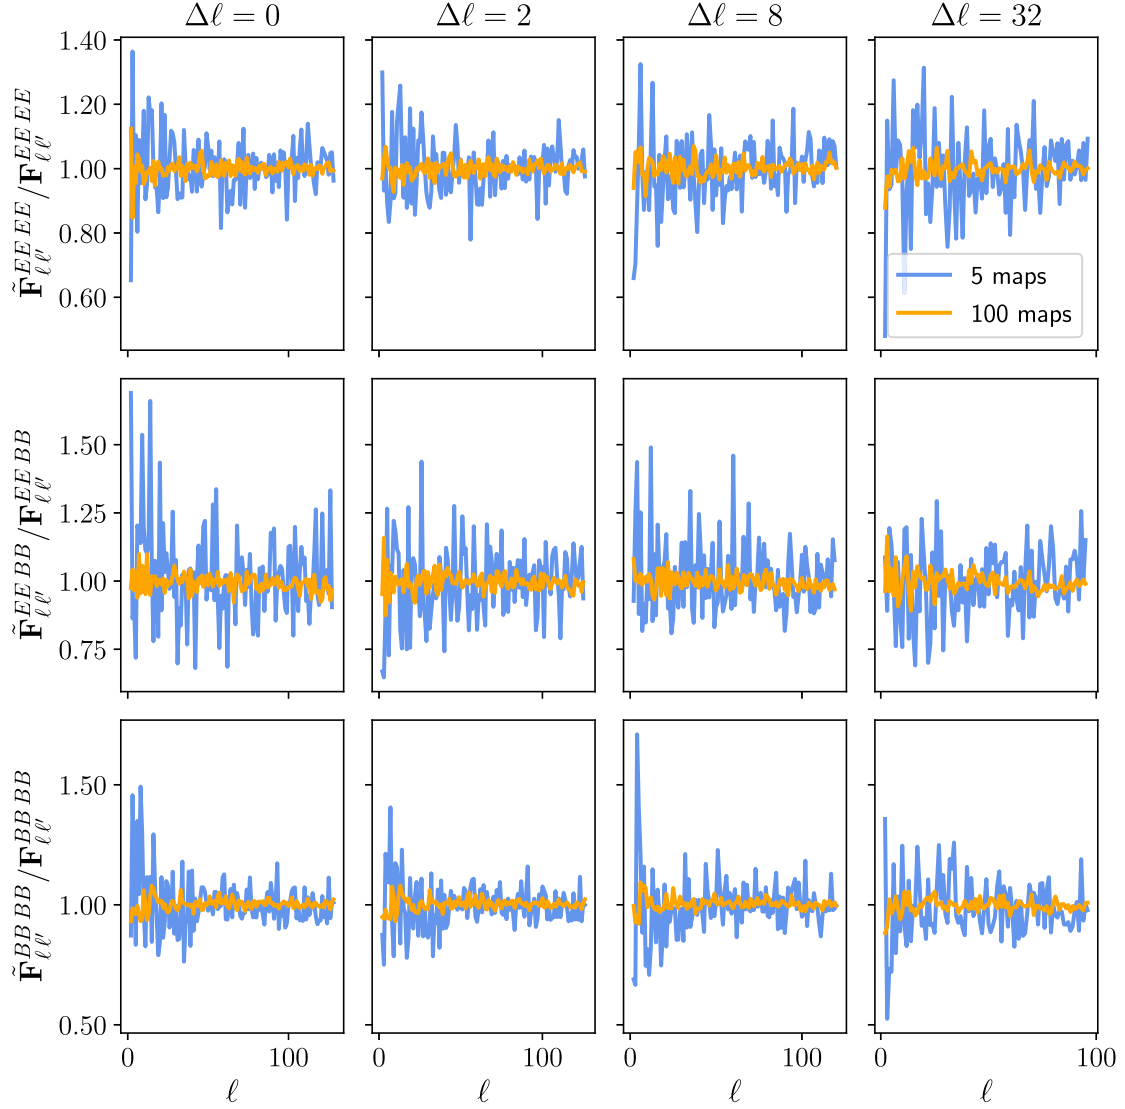 Δℓ = 0 Δℓ = 2 Δℓ = 8 Δℓ = 32
1.40
1.20
1.00
0.80
0.60
F̃^{EE EE}_{ℓℓ′}/F^{EE EE}_{ℓℓ′}
5 maps
100 maps
1.50
1.25
1.00
0.75
F̃^{EE BB}_{ℓℓ′}/F^{EE BB}_{ℓℓ′}
1.50
1.00
0.50
F̃^{BB BB}_{ℓℓ′}/F^{BB BB}_{ℓℓ′}
0 100 0 100 0 100 0 100
ℓ ℓ ℓ ℓ